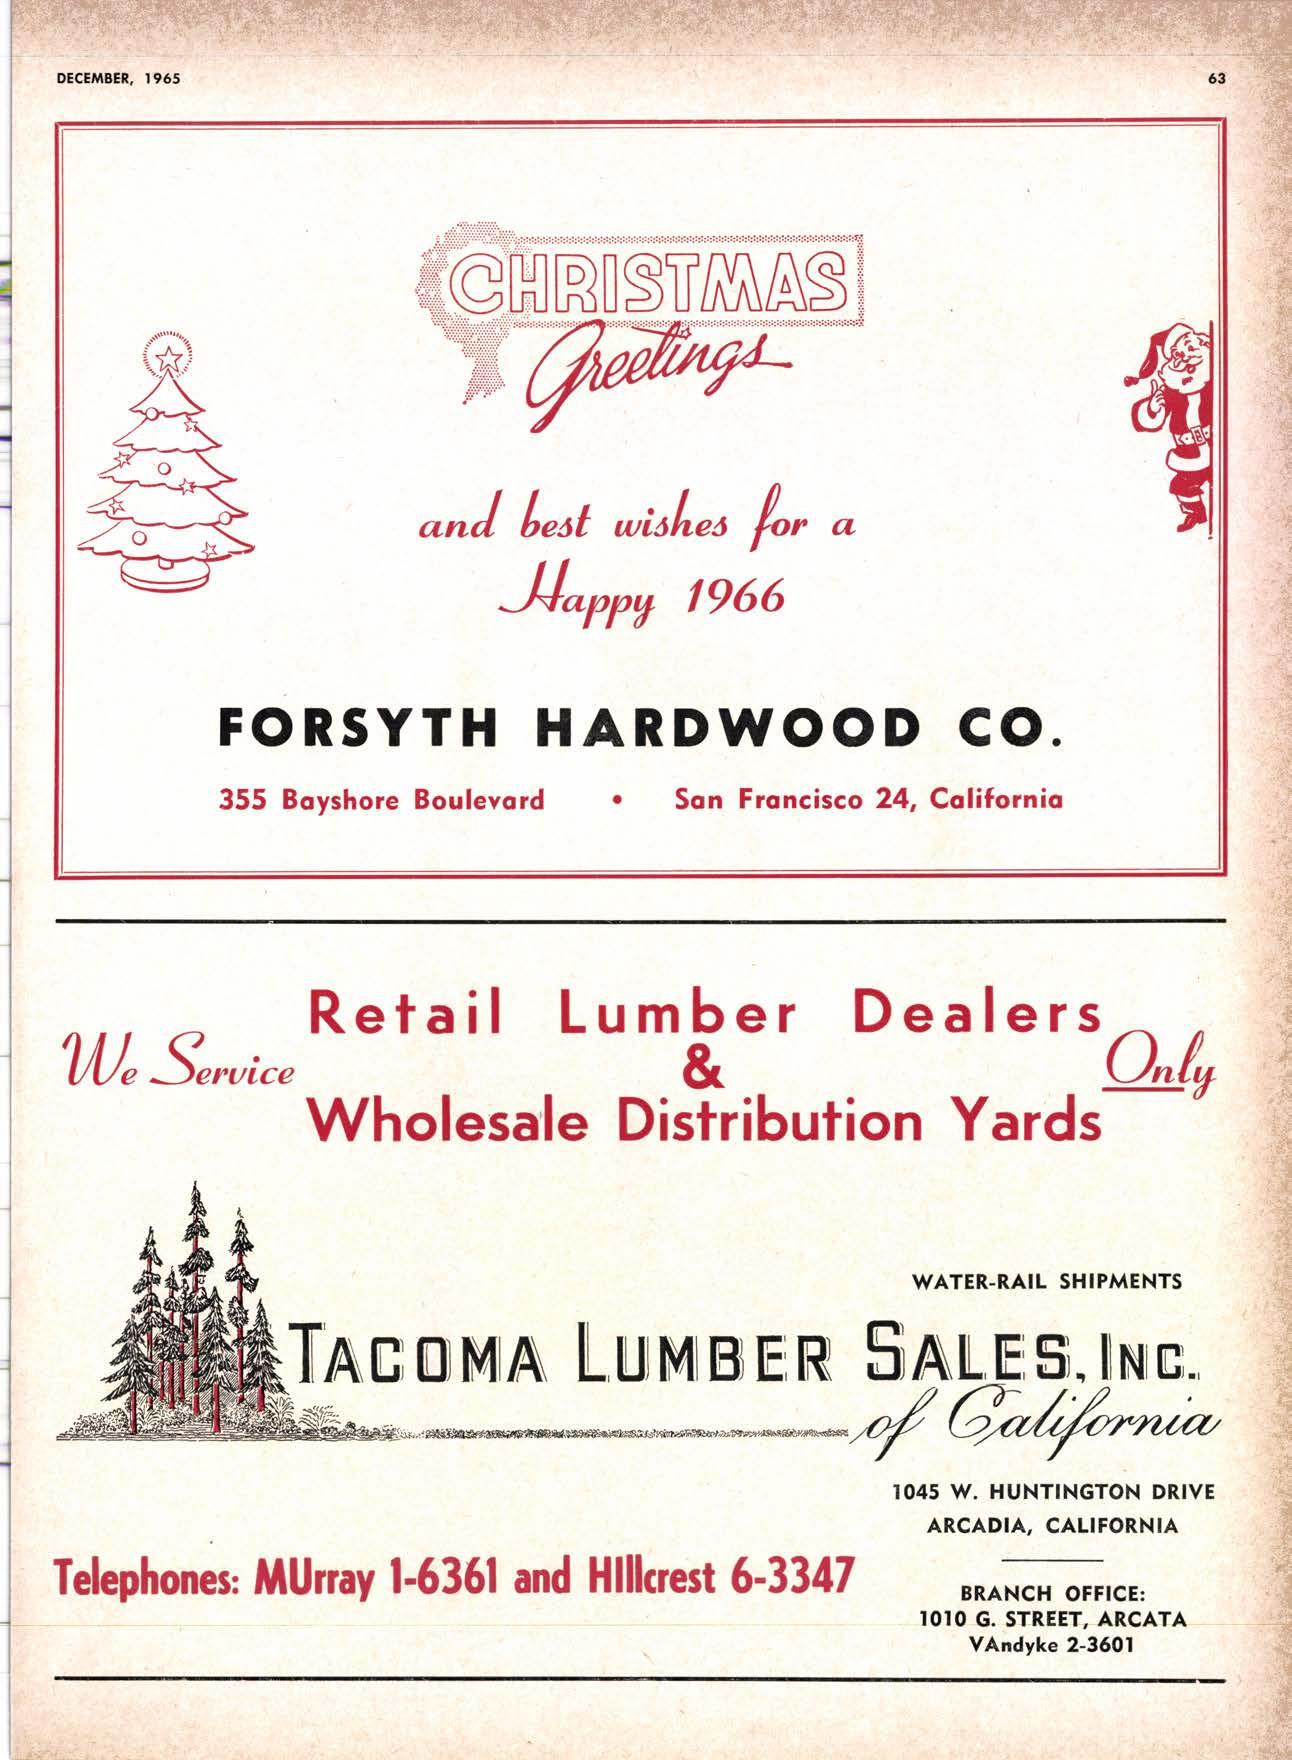 DECEMBER, 1965 63
CHRISTMAS
Greetings
and best wishes for a
Happy 1966
FORSYTH HARDWOOD CO.
355 Bayshore Boulevard • San Francisco 24, California
We Service
Retail Lumber Dealers
&
Wholesale Distribution Yards
Only
WATER-RAIL SHIPMENTS
TACOMA LUMBER SALES, INC.
of California
1045 W. HUNTINGTON DRIVE
ARCADIA, CALIFORNIA
Telephones: MUrray 1-6361 and HIllcrest 6-3347
BRANCH OFFICE:
1010 G. STREET, ARCATA
VAndyke 2-3601